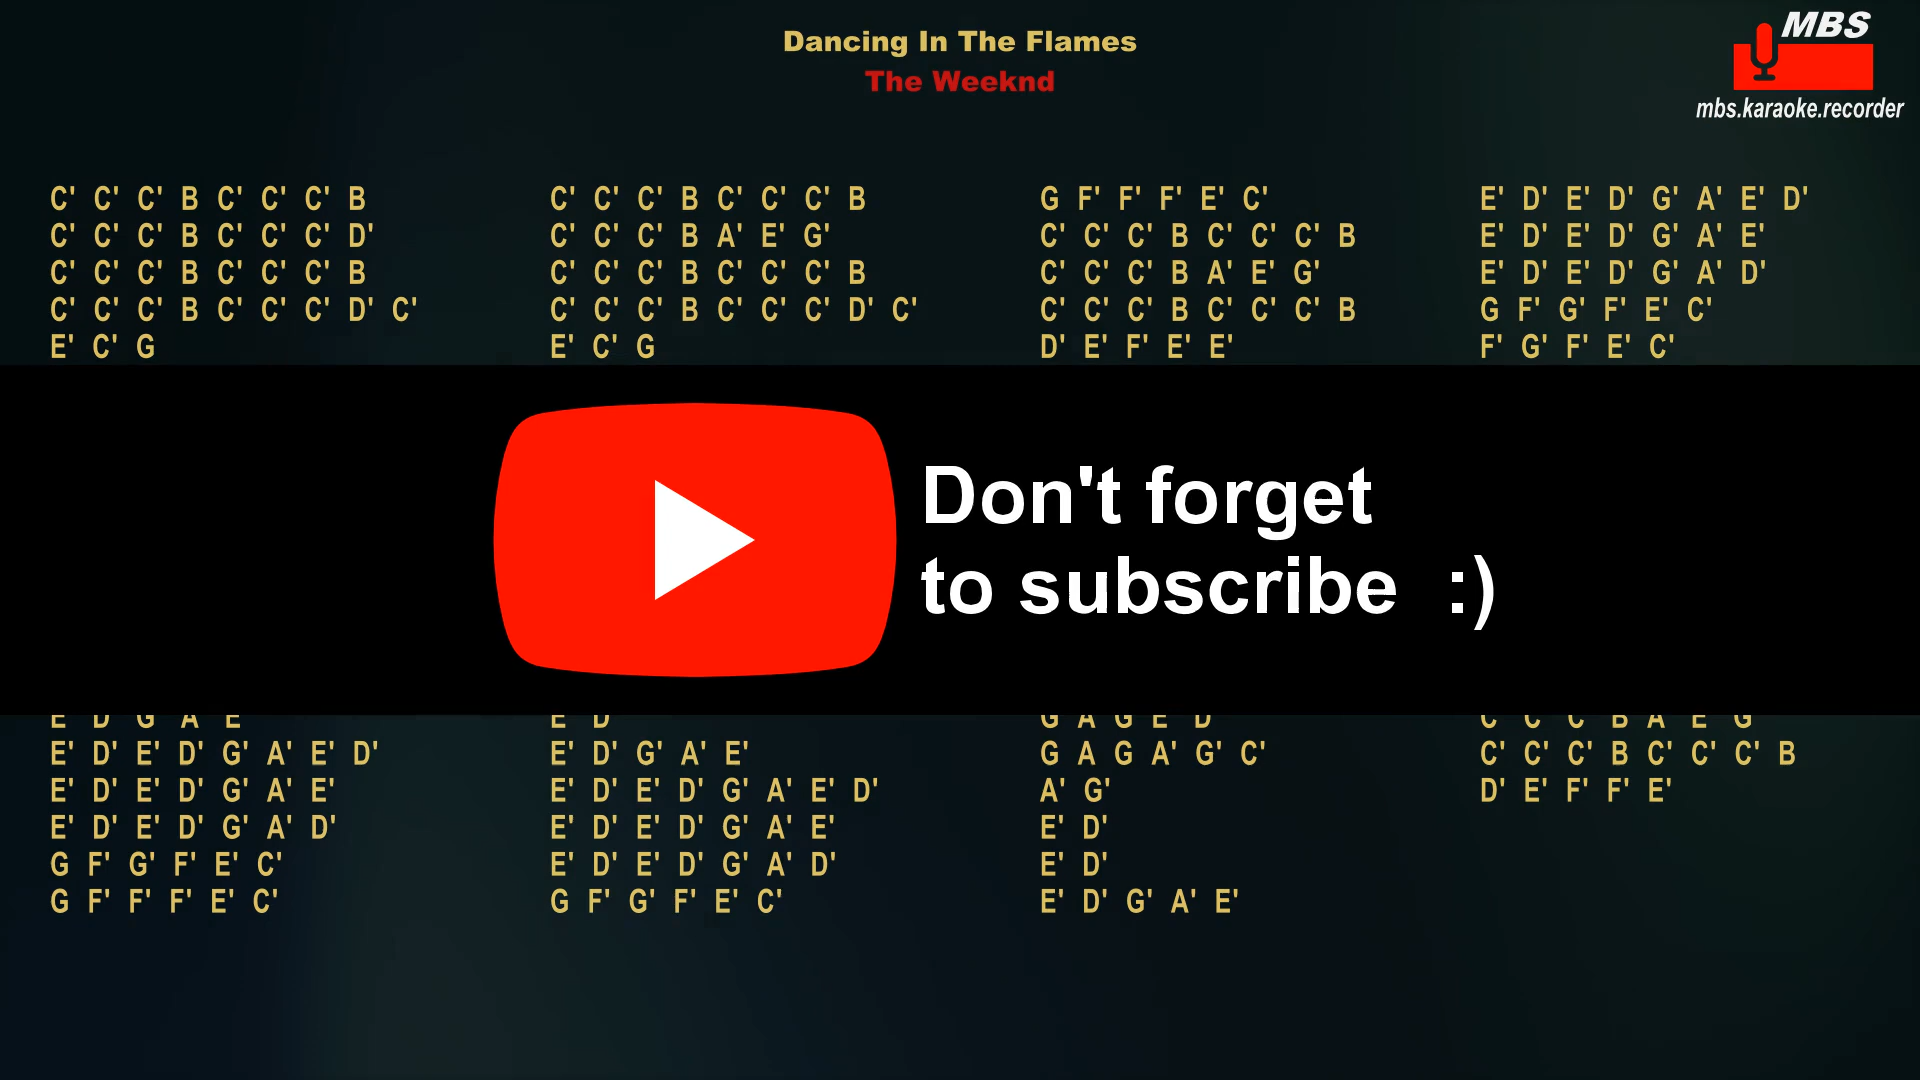 Dancing In The Flames
The Weeknd
MBS
mbs.karaoke.recorder
C' C' C' B C' C' C' B
C' C' C' B C' C' C' D'
C' C' C' B C' C' C' B
C' C' C' B C' C' C' D' C'
E' C' G
C' C' C' B C' C' C' B
C' C' C' B A' E' G'
C' C' C' B C' C' C' B
C' C' C' B C' C' C' D' C'
E' C' G
G F' F' F' E' C'
C' C' C' B C' C' C' B
C' C' C' B A' E' G'
C' C' C' B C' C' C' B
D' E' F' E' E'
E' D' E' D' G' A' E' D'
E' D' E' D' G' A' E'
E' D' E' D' G' A' D'
G F' G' F' E' C'
F' G' F' E' C'
Don't forget
to subscribe :)
E' D' E' D' G' A' E' D'
E' D' E' D' G' A' E'
E' D' E' D' G' A' D'
G F' G' F' E' C'
G F' F' F' E' C'
E' D' G' A' E'
E' D' E' D' G' A' E' D'
E' D' E' D' G' A' E'
E' D' E' D' G' A' D'
G F' G' F' E' C'
G A G A' G' C'
A' G'
E' D'
E' D'
E' D' G' A' E'
C' C' C' B C' C' C' B
D' E' F' F' E'